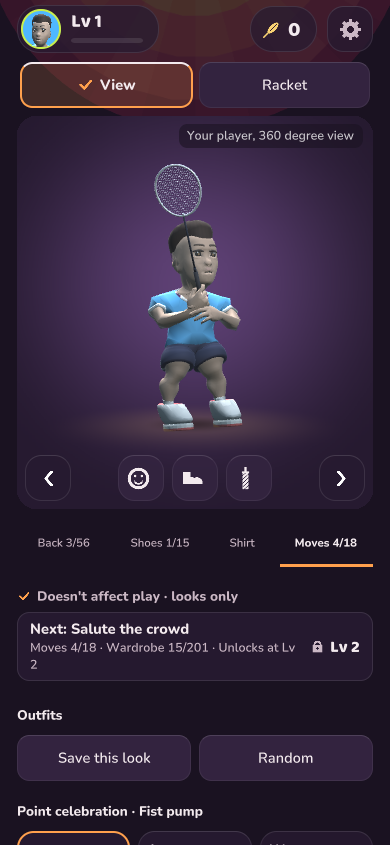 Lv 1
0
View
Racket
Your player, 360 degree view
Back 3/56
Shoes 1/15
Shirt
Moves 4/18
Doesn't affect play · looks only
Next: Salute the crowd
Moves 4/18 · Wardrobe 15/201 · Unlocks at Lv
2
Lv 2
Outfits
Save this look
Random
Point celebration · Fist pump